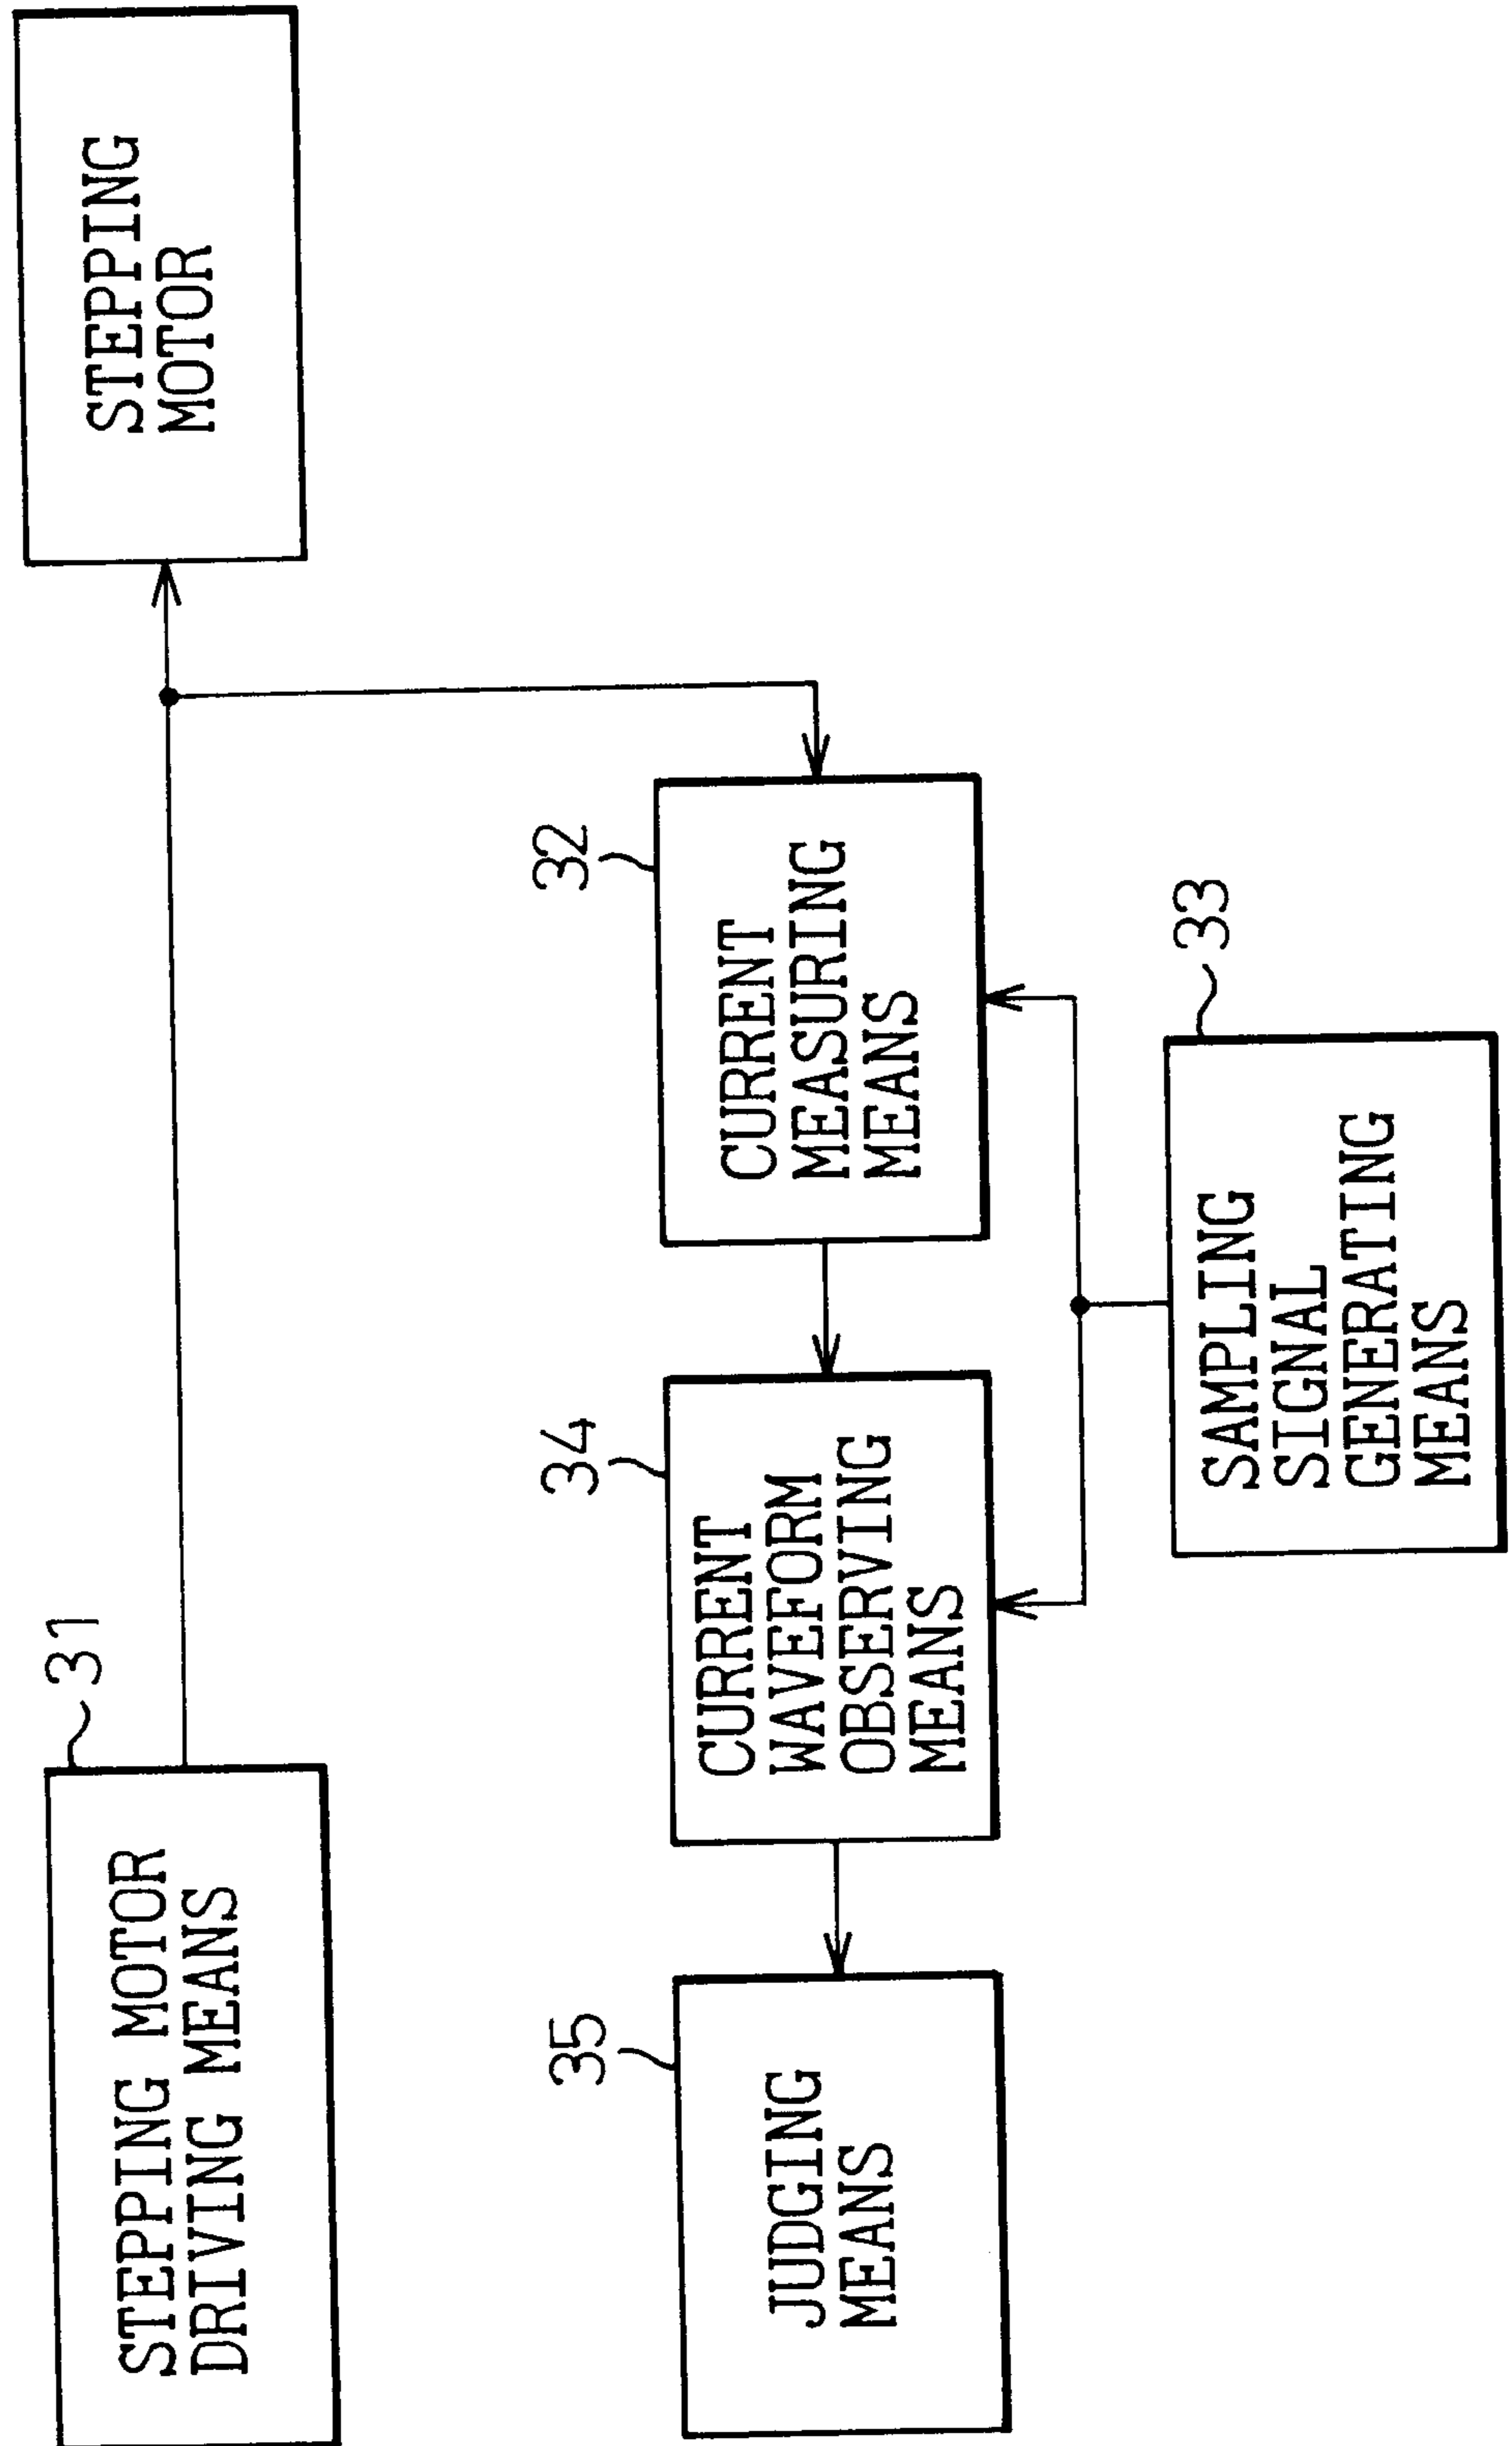 31
STEPPING MOTOR
DRIVING MEANS
STEPPING
MOTOR
35
JUDGING
MEANS
34
CURRENT
WAVEFORM
OBSERVING
MEANS
32
CURRENT
MEASURING
MEANS
33
SAMPLING
SIGNAL
GENERATING
MEANS